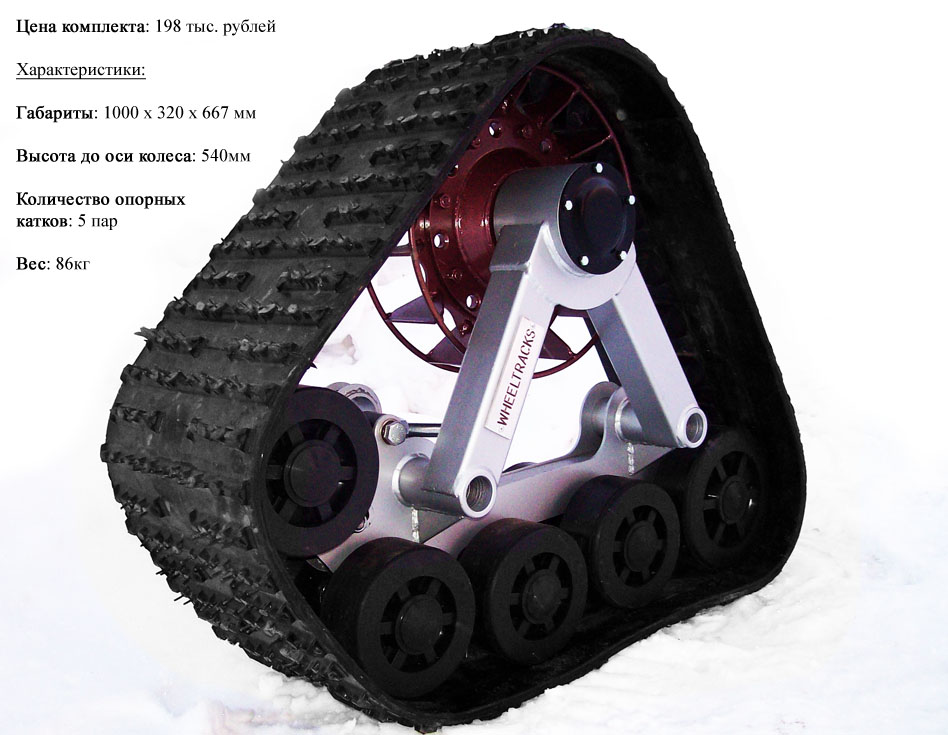 Цена комплекта: 198 тыс. рублей
Характеристики:
Габариты: 1000 x 320 x 667 мм
Высота до оси колеса: 540мм
Количество опорных
катков: 5 пар
Вес: 86кг
WHEELTRACKS